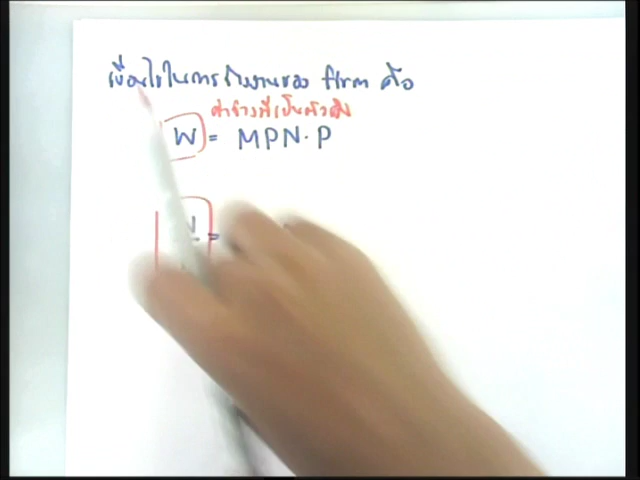 เงื่อนไขในการจ้างงานของ firm คือ
ค่าจ้างที่เป็นตัวเงิน
W = MPN · P
=